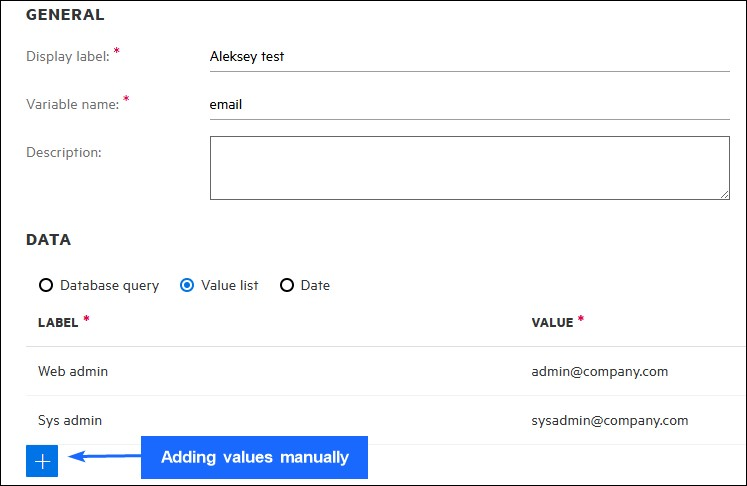 GENERAL
Display label: * Aleksey test
Variable name: * email
Description:
DATA
Database query Value list Date
LABEL * VALUE *
Web admin admin@company.com
Sys admin sysadmin@company.com
+ Adding values manually